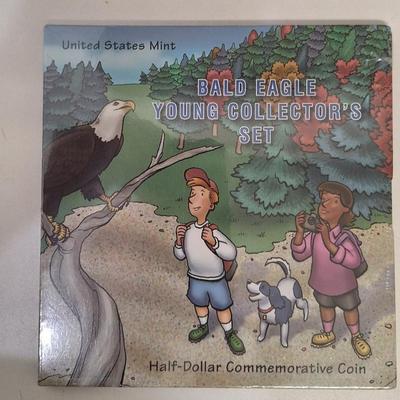 United States Mint
BALD EAGLE
YOUNG COLLECTOR'S
SET
Half-Dollar Commemorative Coin